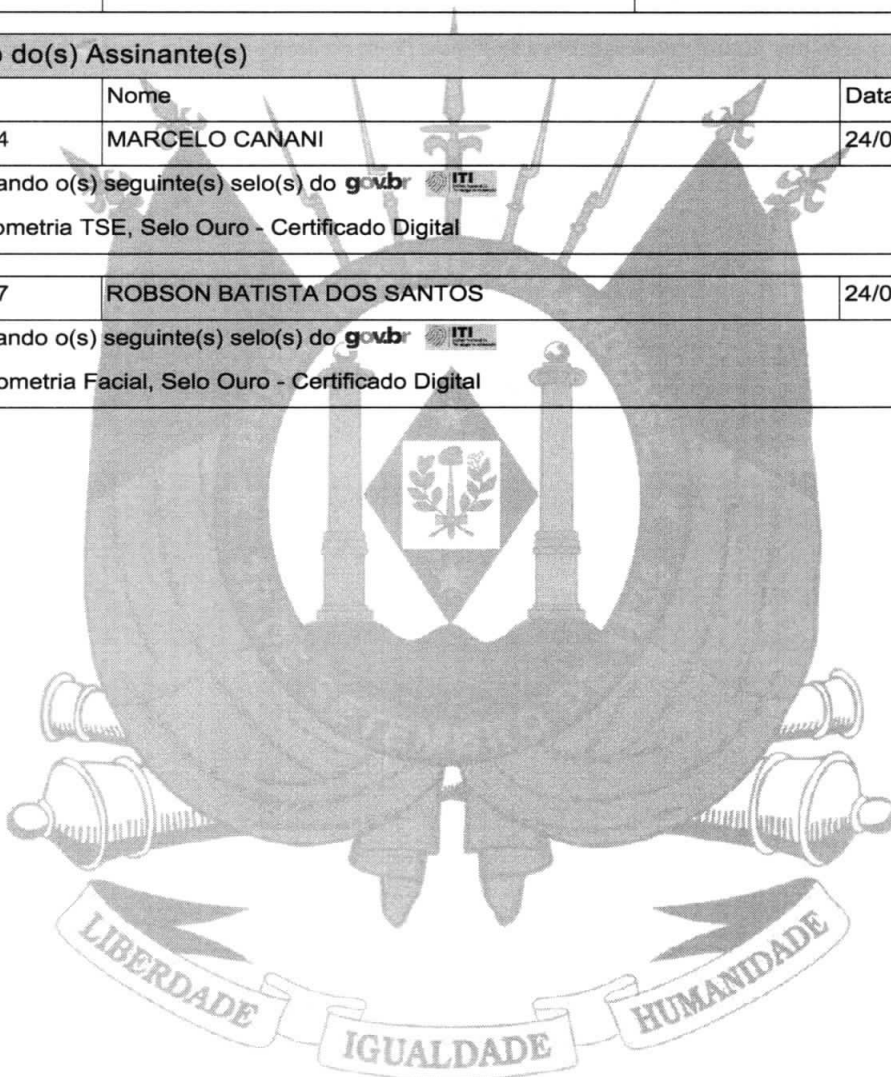 do(s) Assinante(s)
Nome Data
4 MARCELO CANANI 24/0
ando o(s) seguinte(s) selo(s) do gov.br ITI
ometria TSE, Selo Ouro - Certificado Digital
7 ROBSON BATISTA DOS SANTOS 24/0
ando o(s) seguinte(s) selo(s) do gov.br ITI
ometria Facial, Selo Ouro - Certificado Digital
LIBERDADE
IGUALDADE
HUMANIDADE